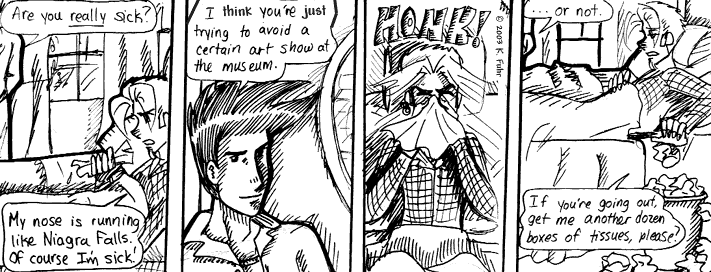 Are you really sick?
My nose is running
like Niagra Falls.
Of course I'm sick!
I think you're just
trying to avoid a
certain art show at
the museum.
HONK!
© 2003 K. Fuhr
... or not.
If you're going out,
get me another dozen
boxes of tissues, please?